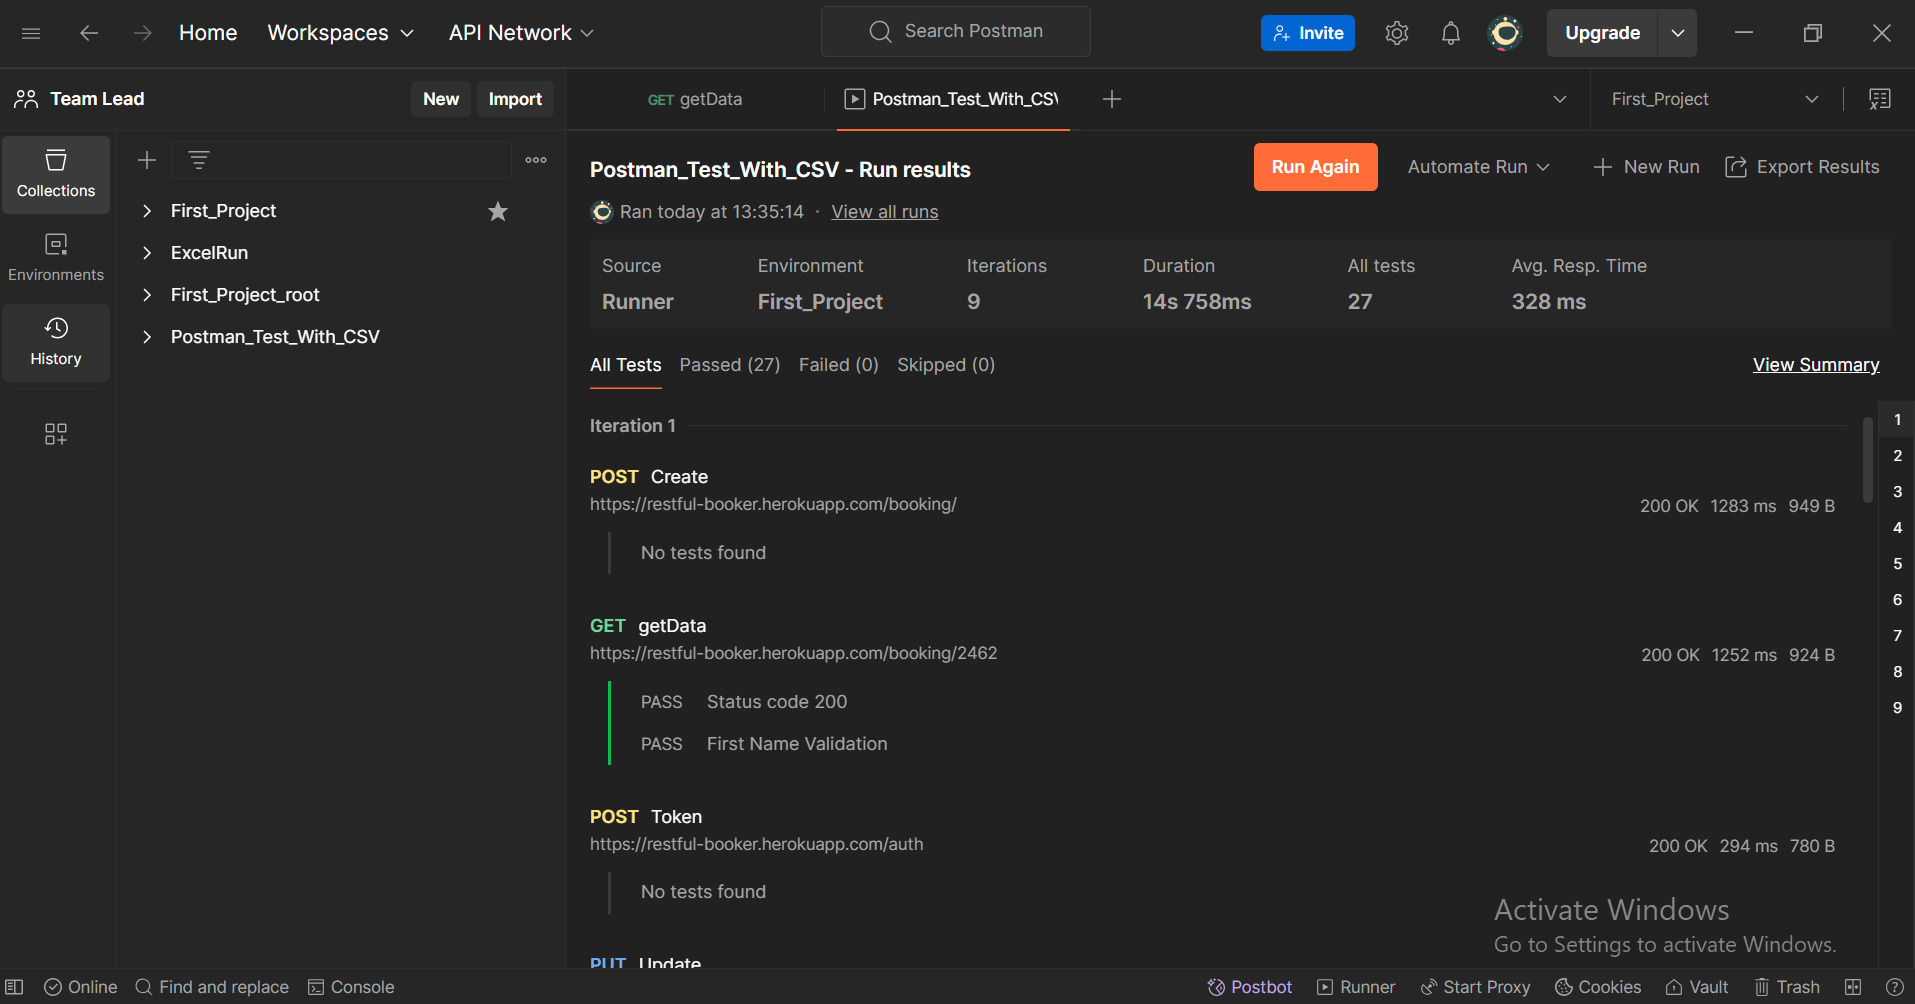 Home Workspaces API Network Search Postman Invite Upgrade
Team Lead New Import
GET getData Postman_Test_With_CSV First_Project
Collections
Environments
History
First_Project
ExcelRun
First_Project_root
Postman_Test_With_CSV
Postman_Test_With_CSV - Run results
Run Again Automate Run New Run Export Results
Ran today at 13:35:14 · View all runs
Source Environment Iterations Duration All tests Avg. Resp. Time
Runner First_Project 9 14s 758ms 27 328 ms
All Tests Passed (27) Failed (0) Skipped (0) View Summary
Iteration 1
POST Create
https://restful-booker.herokuapp.com/booking/
200 OK 1283 ms 949 B
No tests found
GET getData
https://restful-booker.herokuapp.com/booking/2462
200 OK 1252 ms 924 B
PASS Status code 200
PASS First Name Validation
POST Token
https://restful-booker.herokuapp.com/auth
200 OK 294 ms 780 B
No tests found
PUT Update
1
2
3
4
5
6
7
8
9
Activate Windows
Go to Settings to activate Windows.
Online Find and replace Console Postbot Runner Start Proxy Cookies Vault Trash